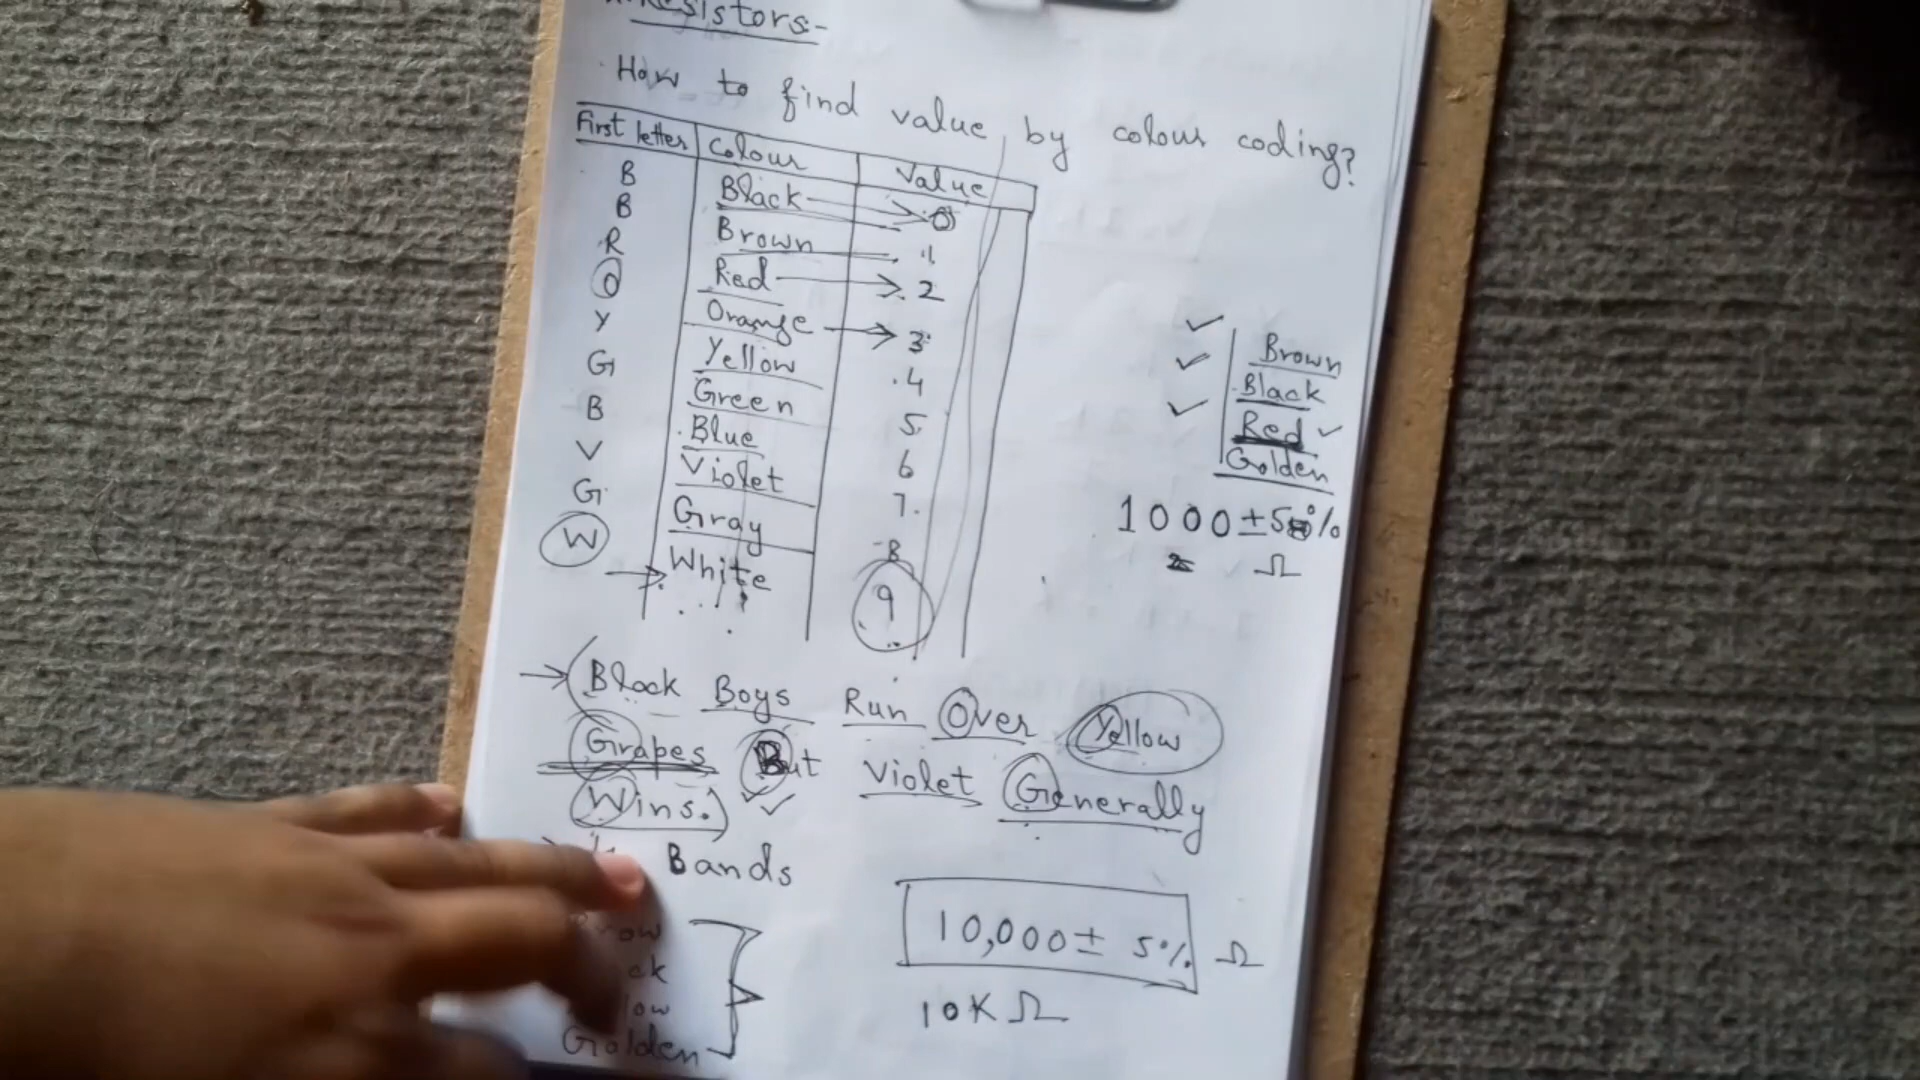 Resistors:-
How to find value by colour coding?
First letter Colour Value
B Black 0
B Brown 1
R Red 2
O Orange 3
Y Yellow 4
G Green 5
B Blue 6
V Violet 7
G Gray 8
W White 9
Brown
Black
Red
Golden
1000 ± 5%
Ω
Black Boys Run Over Yellow
Grapes But Violet Generally
Wins.
Bands
Golden
10,000 ± 5% Ω
10K Ω